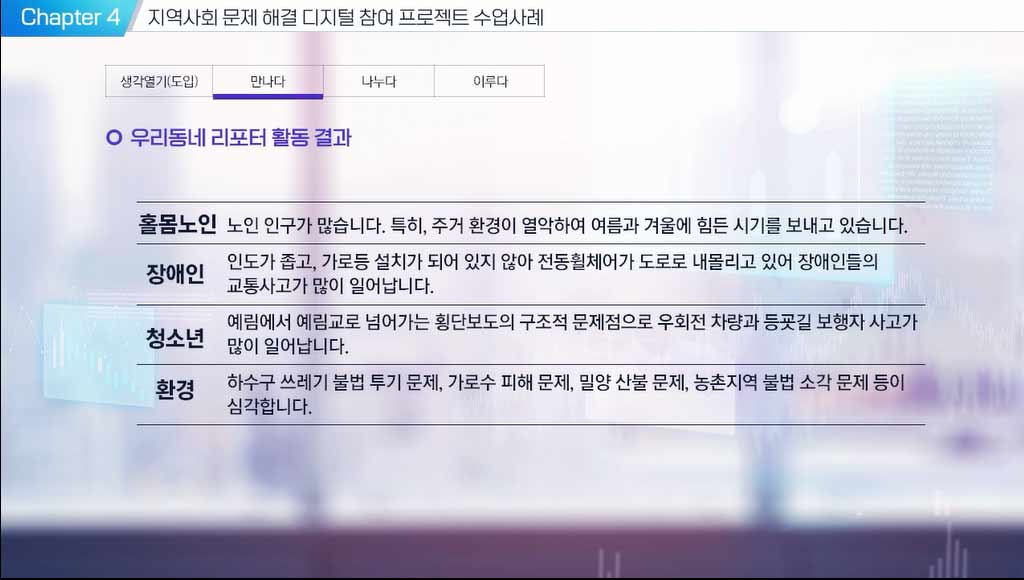 Chapter 4 지역사회 문제 해결 디지털 참여 프로젝트 수업사례
생각열기(도입) 만나다 나누다 이루다
우리동네 리포터 활동 결과
홀몸노인 노인 인구가 많습니다. 특히, 주거 환경이 열악하여 여름과 겨울에 힘든 시기를 보내고 있습니다.
장애인 인도가 좁고, 가로등 설치가 되어 있지 않아 전동휠체어가 도로로 내몰리고 있어 장애인들의
교통사고가 많이 일어납니다.
청소년 예림에서 예림교로 넘어가는 횡단보도의 구조적 문제점으로 우회전 차량과 등굣길 보행자 사고가
많이 일어납니다.
환경 하수구 쓰레기 불법 투기 문제, 가로수 피해 문제, 밀양 산불 문제, 농촌지역 불법 소각 문제 등이
심각합니다.